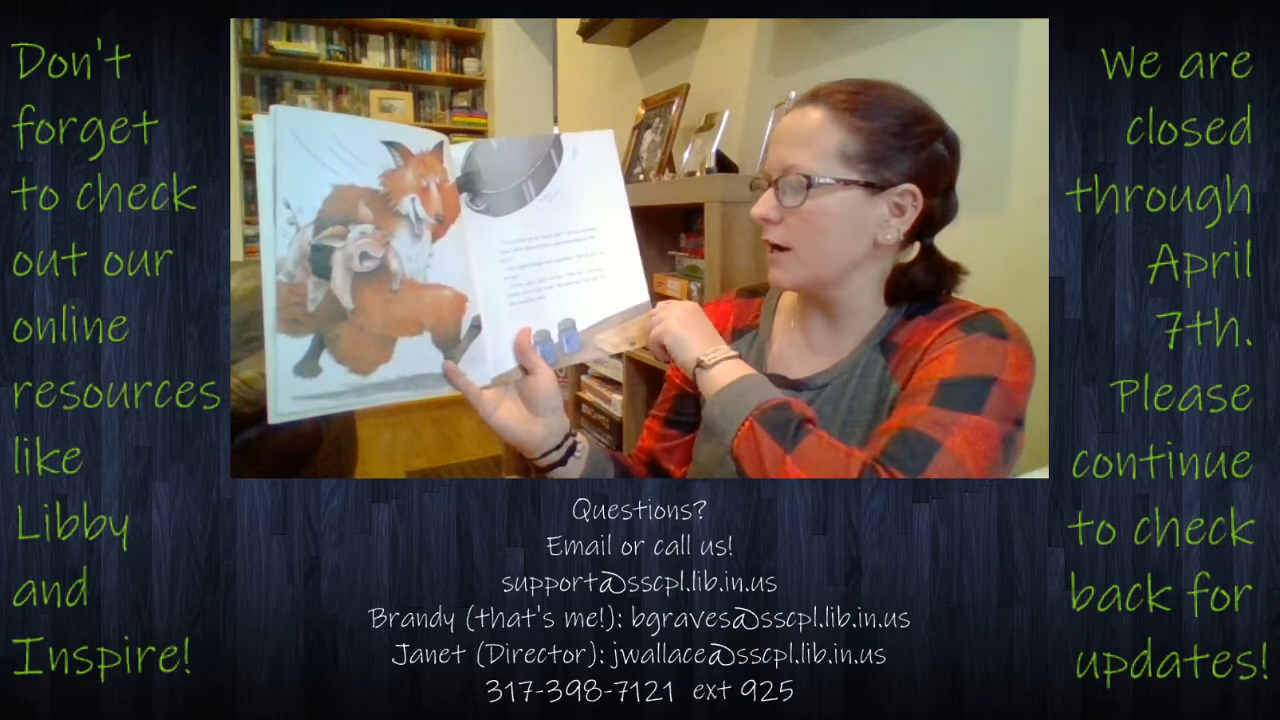 Don't
forget
to check
out our
online
resources
like
Libby
and
Inspire!
We are
closed
through
April
7th.
Please
continue
to check
back for
updates!
Questions?
Email or call us!
support@sscpl.lib.in.us
Brandy (that's me!): bgraves@sscpl.lib.in.us
Janet (Director): jwallace@sscpl.lib.in.us
317-398-7121 ext 925